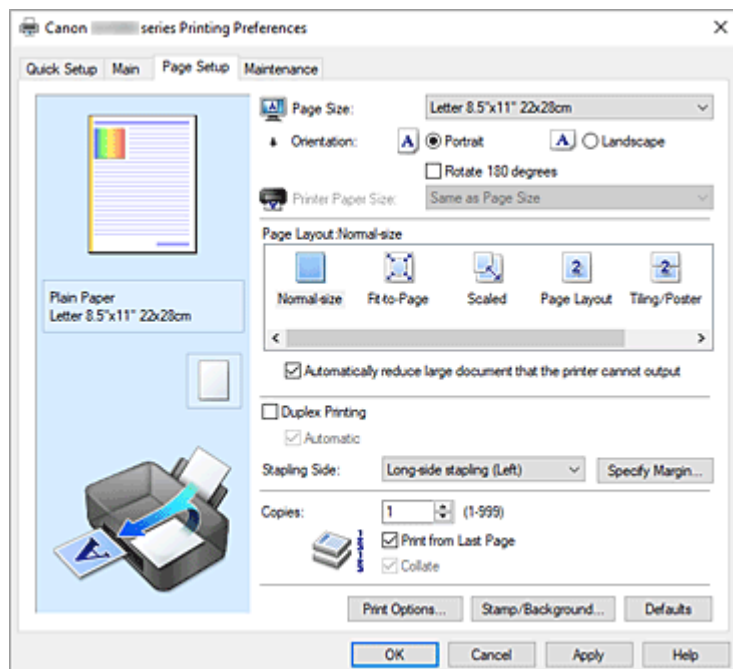 Canon series Printing Preferences
Quick Setup Main Page Setup Maintenance
Page Size: Letter 8.5"x11" 22x28cm
Orientation: A Portrait A Landscape
Rotate 180 degrees
Printer Paper Size: Same as Page Size
Page Layout:Normal-size
Normal-size Fit-to-Page Scaled Page Layout Tiling/Poster
Plain Paper
Letter 8.5"x11" 22x28cm
Automatically reduce large document that the printer cannot output
Duplex Printing
Automatic
Stapling Side: Long-side stapling (Left) Specify Margin...
Copies: 1 (1-999)
Print from Last Page
Collate
Print Options... Stamp/Background... Defaults
OK Cancel Apply Help